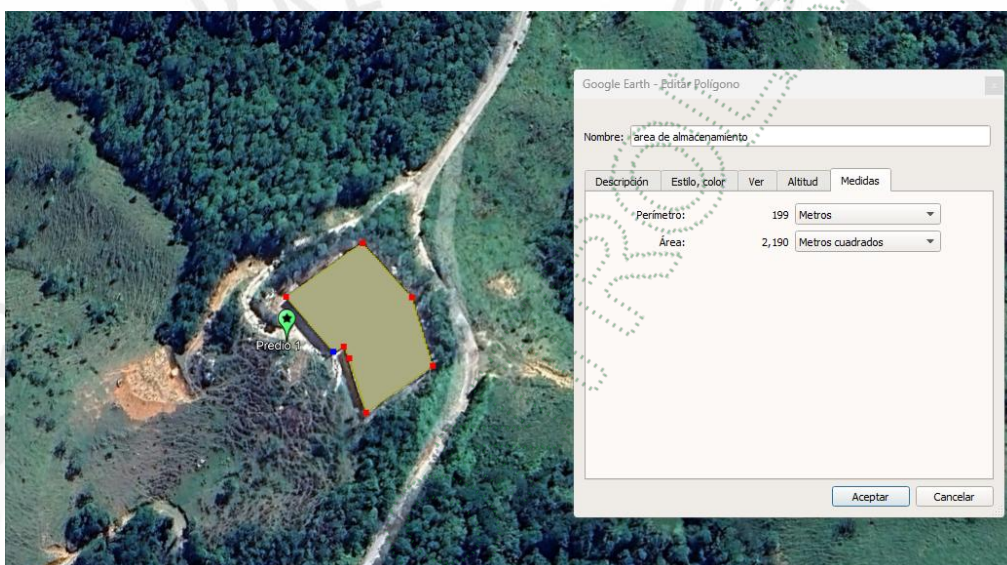 Google Earth - Editar Polígono
Nombre: area de almacenamiento
Descripción Estilo, color Ver Altitud Medidas
Perímetro: 199 Metros
Área: 2,190 Metros cuadrados
Predio 1
Aceptar Cancelar